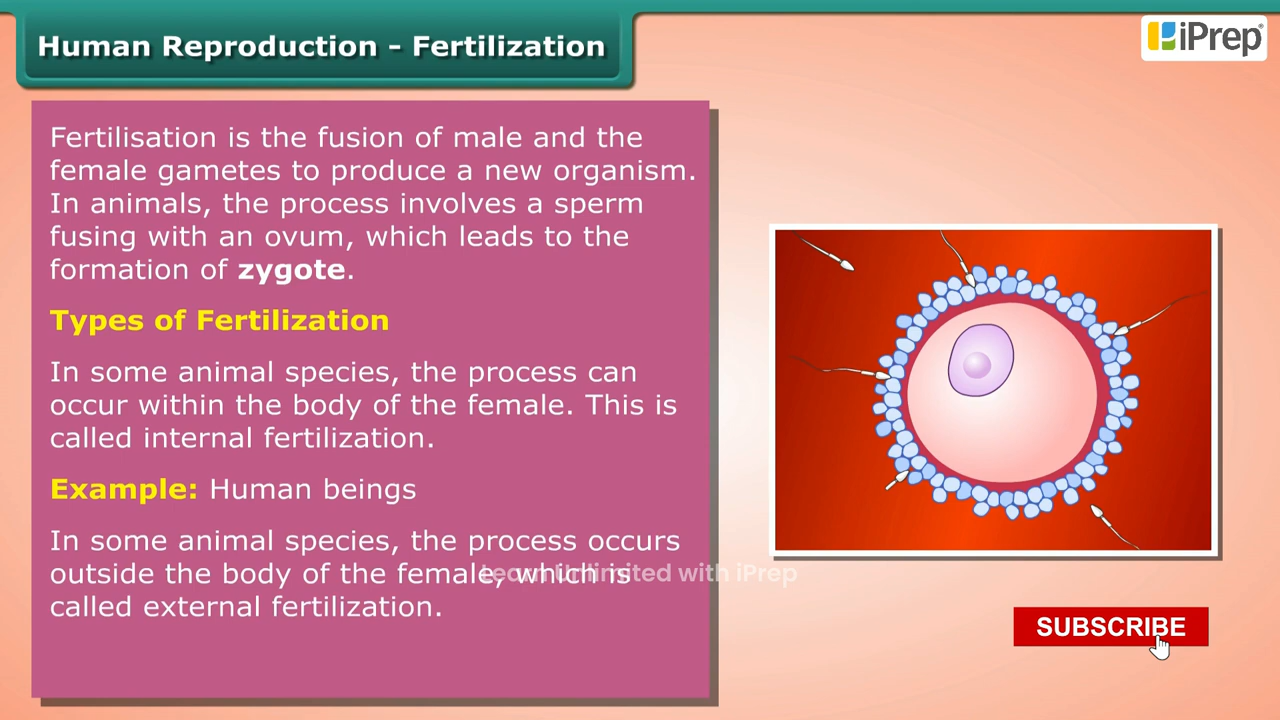 Human Reproduction - Fertilization
iPrep
Fertilisation is the fusion of male and the
female gametes to produce a new organism.
In animals, the process involves a sperm
fusing with an ovum, which leads to the
formation of zygote.
Types of Fertilization
In some animal species, the process can
occur within the body of the female. This is
called internal fertilization.
Example: Human beings
In some animal species, the process occurs
outside the body of the female, which is
called external fertilization.
Learn Unlimited with iPrep
SUBSCRIBE